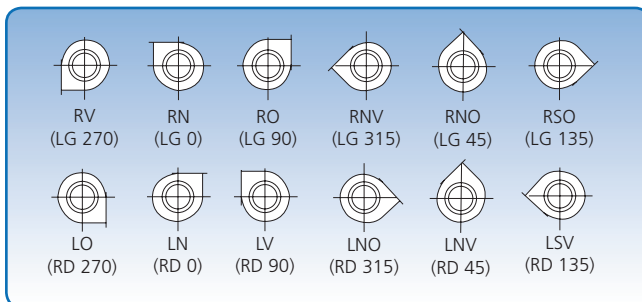 RV RN RO RNV RNO RSO
(LG 270) (LG 0) (LG 90) (LG 315) (LG 45) (LG 135)
LO LN LV LNO LNV LSV
(RD 270) (RD 0) (RD 90) (RD 315) (RD 45) (RD 135)